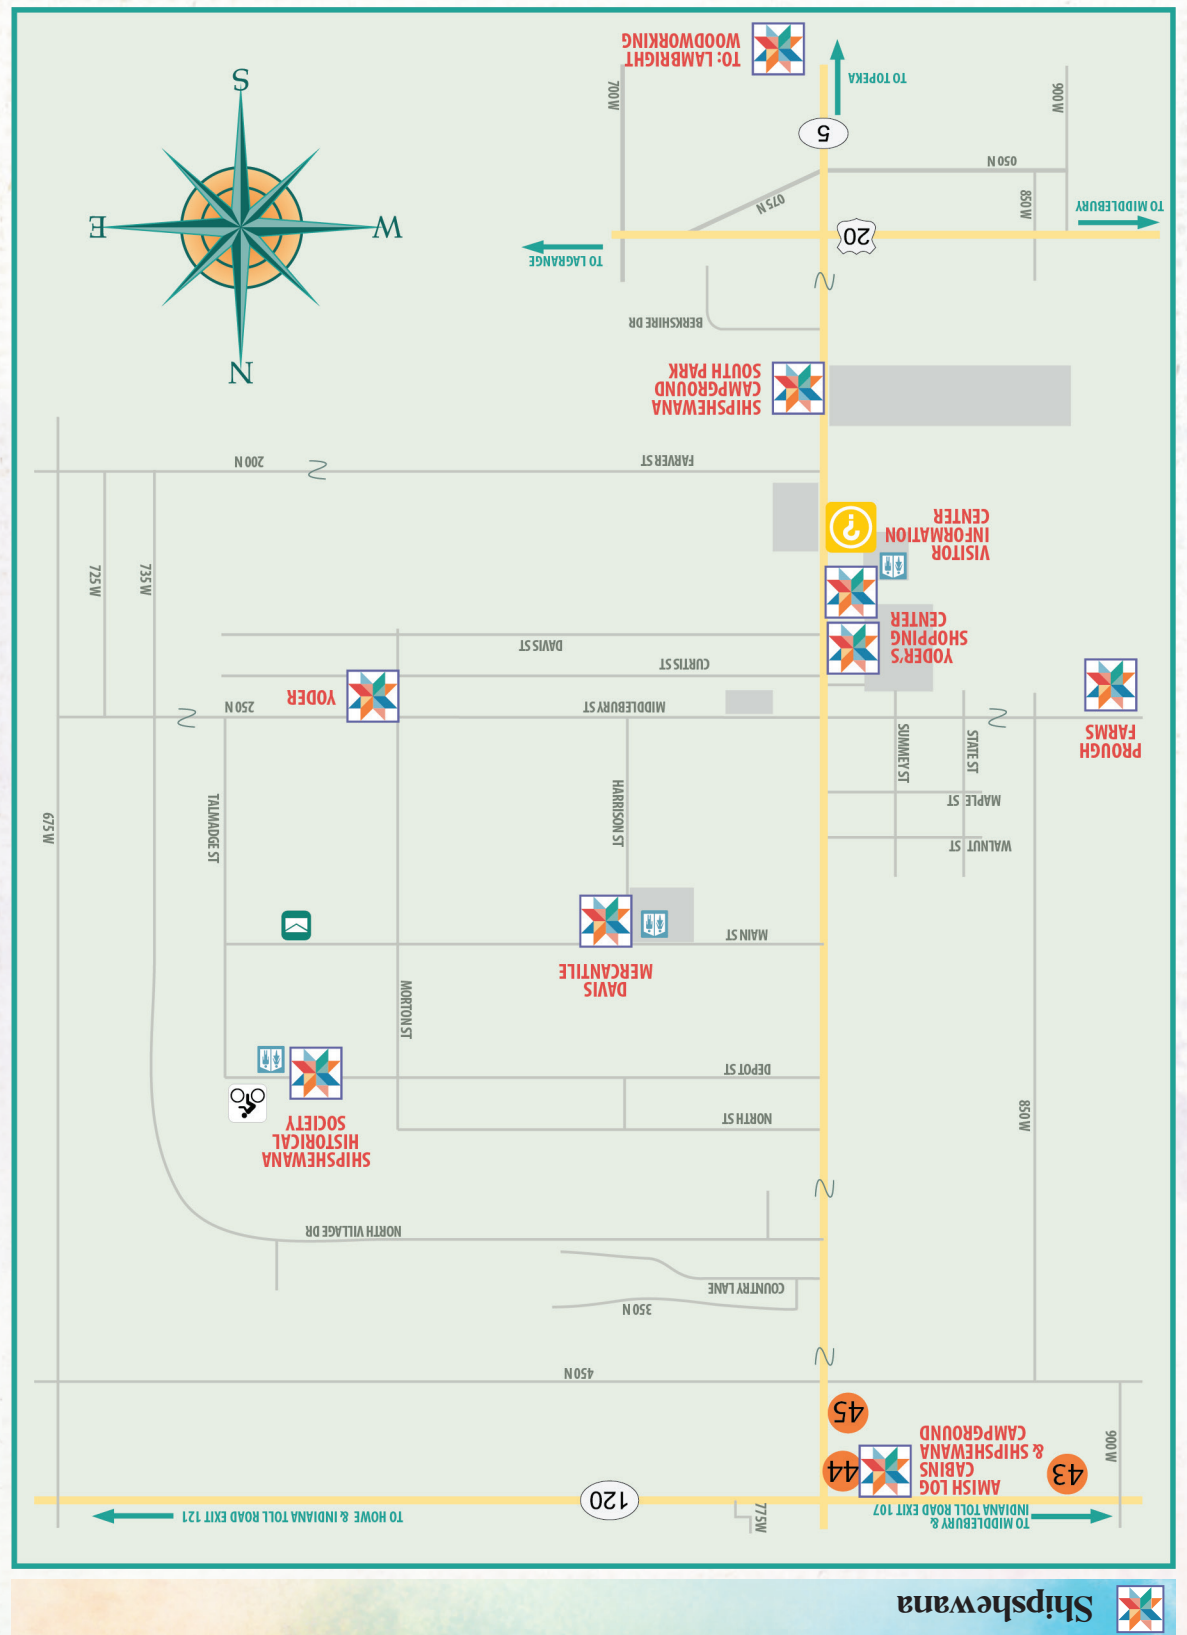 Shipshewana
TO MIDDLEBURY &
INDIANA TOLL ROAD EXIT 107
775W
120
TO HOWE & INDIANA TOLL ROAD EXIT 121
900 W
43
AMISH LOG
CABINS
& SHIPSHEWANA
CAMPGROUND
44
45
450 N
350 N
COUNTRY LANE
NORTH VILLAGE DR
850 W
SHIPSHEWANA
HISTORICAL
SOCIETY
NORTH ST
DEPOT ST
MORTON ST
DAVIS
MERCANTILE
MAIN ST
WALNUT ST
MAPLE ST
STATE ST
SUMMEY ST
HARRISON ST
TALMADGE ST
675 W
PROUGH
FARMS
MIDDLEBURY ST
250 N
YODER
CURTIS ST
DAVIS ST
YODER'S
SHOPPING
CENTER
VISITOR
INFORMATION
CENTER
?
735 W
725 W
FARVER ST
200 N
SHIPSHEWANA
CAMPGROUND
SOUTH PARK
BERKSHIRE DR
N
W
E
S
TO LAGRANGE
20
TO MIDDLEBURY
850 W
075 N
050 N
5
900 W
700 W
TO TOPEKA
TO: LAMBRIGHT
WOODWORKING